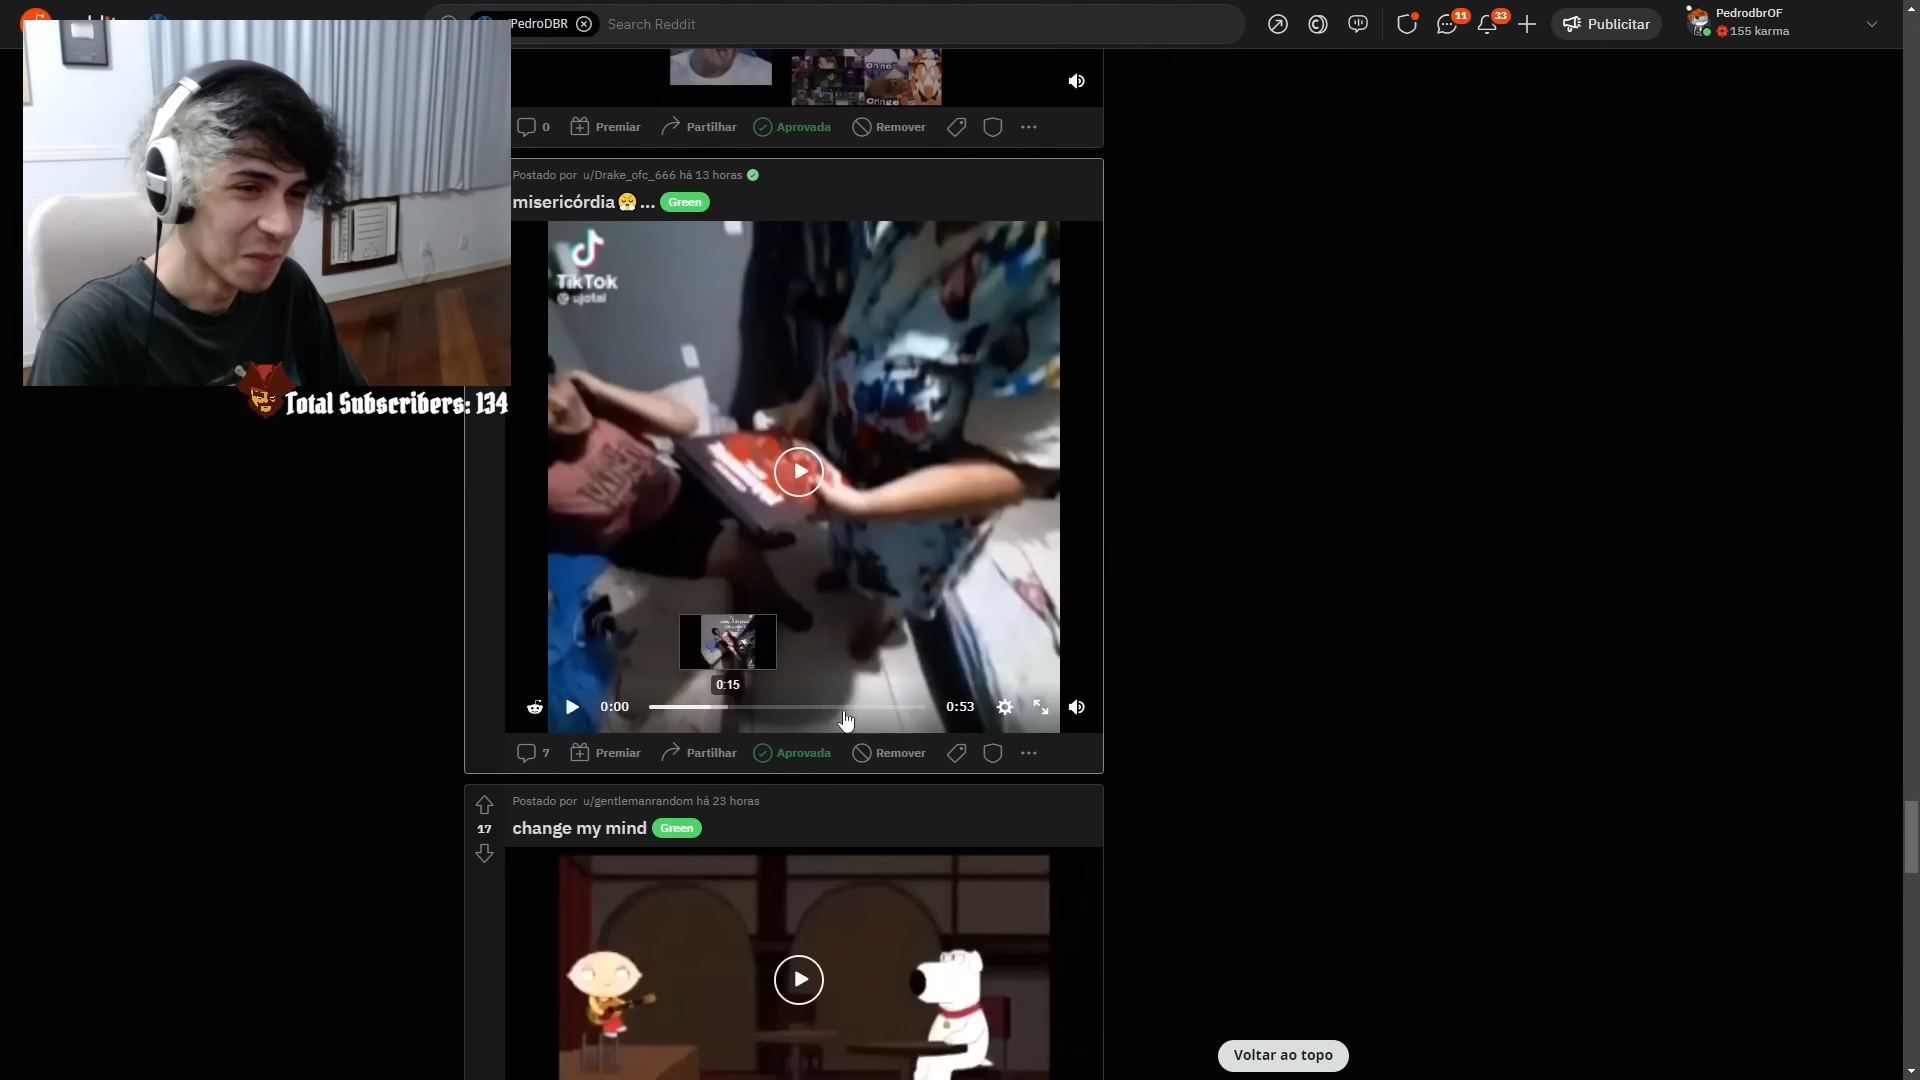 /PedroDBR
Search Reddit
11
33
Publicitar
PedrodbrOF
155 karma
Cringe
0
Premiar
Partilhar
Aprovada
Remover
Postado por u/Drake_ofc_666 há 13 horas
misericórdia😤...
Green
TikTok
@ ujotal
Total Subscribers: 134
0:15
0:00
0:53
7
Premiar
Partilhar
Aprovada
Remover
Postado por u/gentlemanrandom há 23 horas
17
change my mind
Green
Voltar ao topo